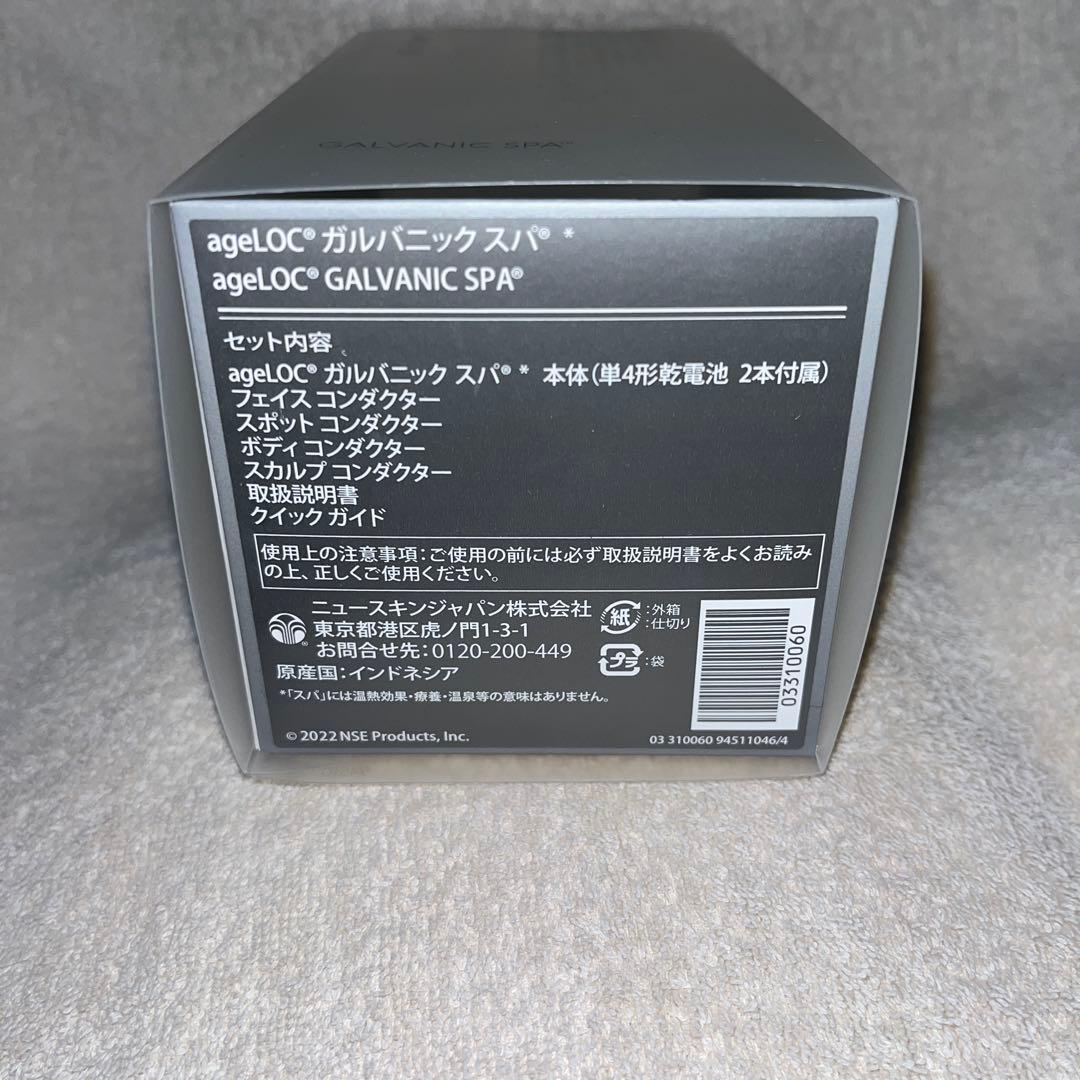 GALVANIC SPA™
ageLOC® ガルバニック スパ® *
ageLOC® GALVANIC SPA®
セット内容
ageLOC® ガルバニック スパ® * 本体（単4形乾電池 2本付属）
フェイス コンダクター
スポット コンダクター
ボディ コンダクター
スカルプ コンダクター
取扱説明書
クイック ガイド
使用上の注意事項：ご使用の前には必ず取扱説明書をよくお読み
の上、正しくご使用ください。
ニュースキンジャパン株式会社
東京都港区虎ノ門1-3-1
お問合せ先：0120-200-449
原産国：インドネシア
紙：外箱
：仕切り
プラ：袋
03310060
*「スパ」には温熱効果・療養・温泉等の意味はありません。
© 2022 NSE Products, Inc.
03 310060 94511046/4